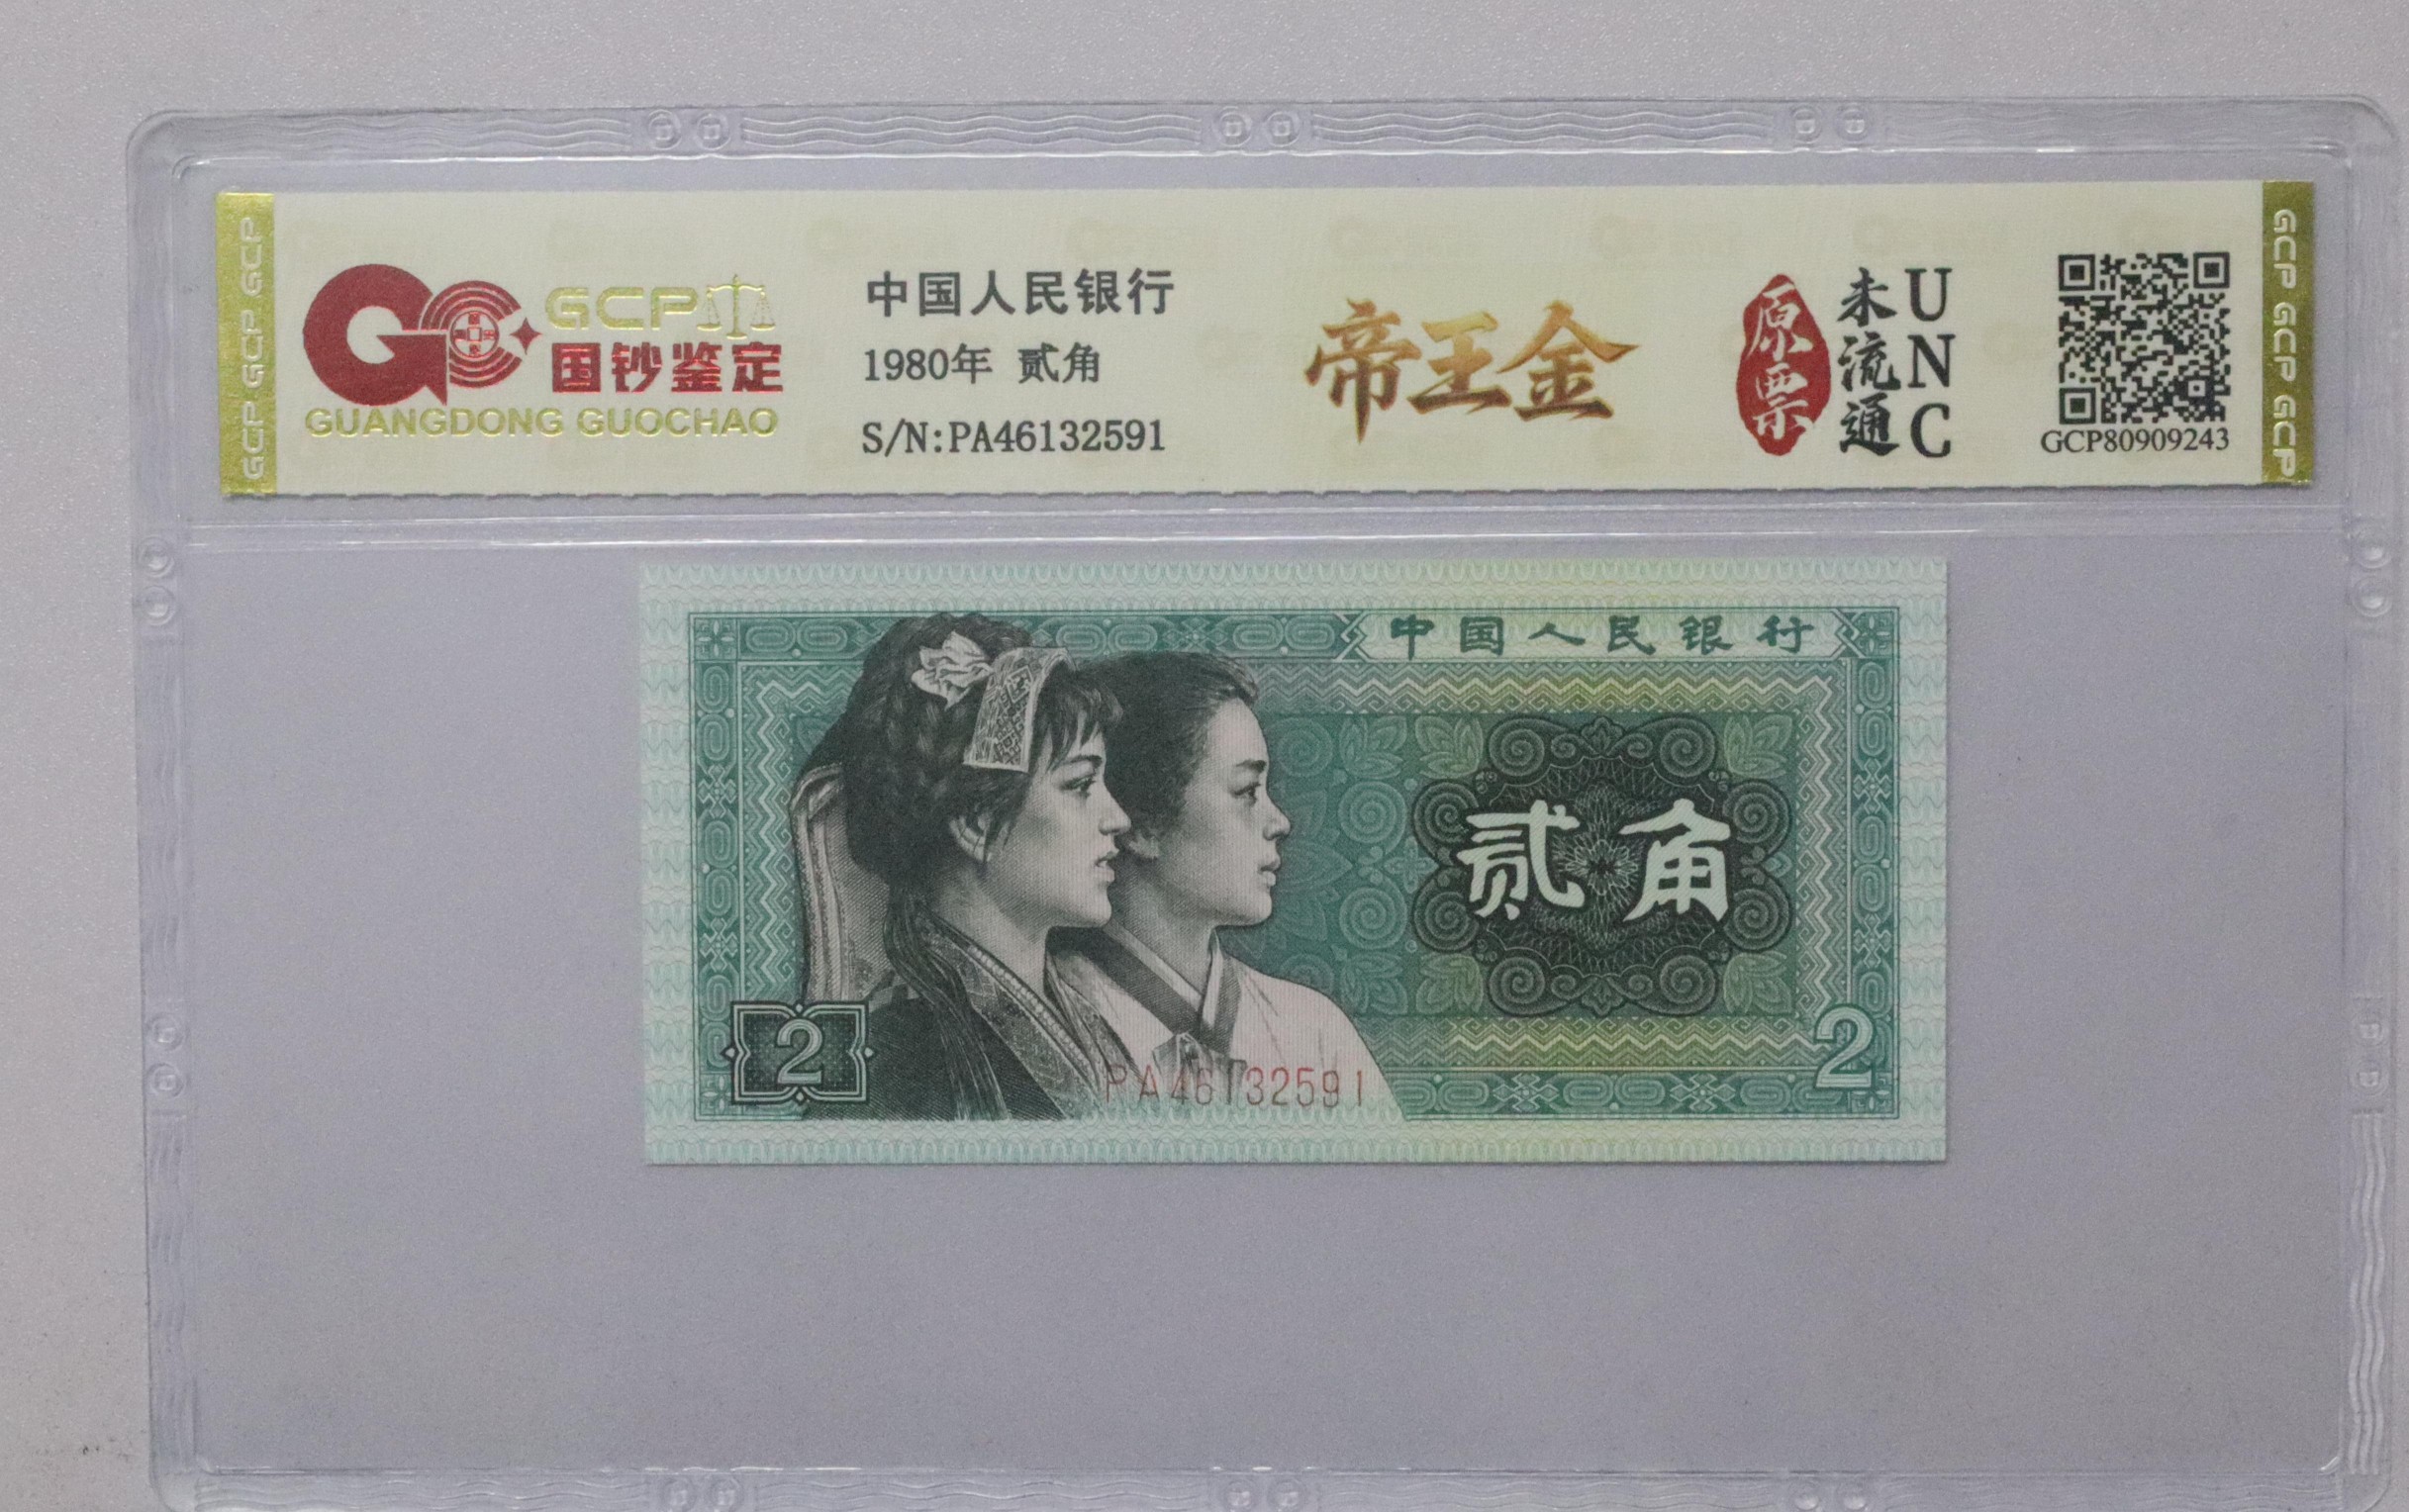 GCP GCP GCP
GCP
国钞鉴定
GUANGDONG GUOCHAO
中国人民银行
1980年 贰角
S/N:PA46132591
帝王金
原票
未流通
UNC
GCP80909243
GCP GCP GCP
中国人民银行
贰角
2
PA46132591
2